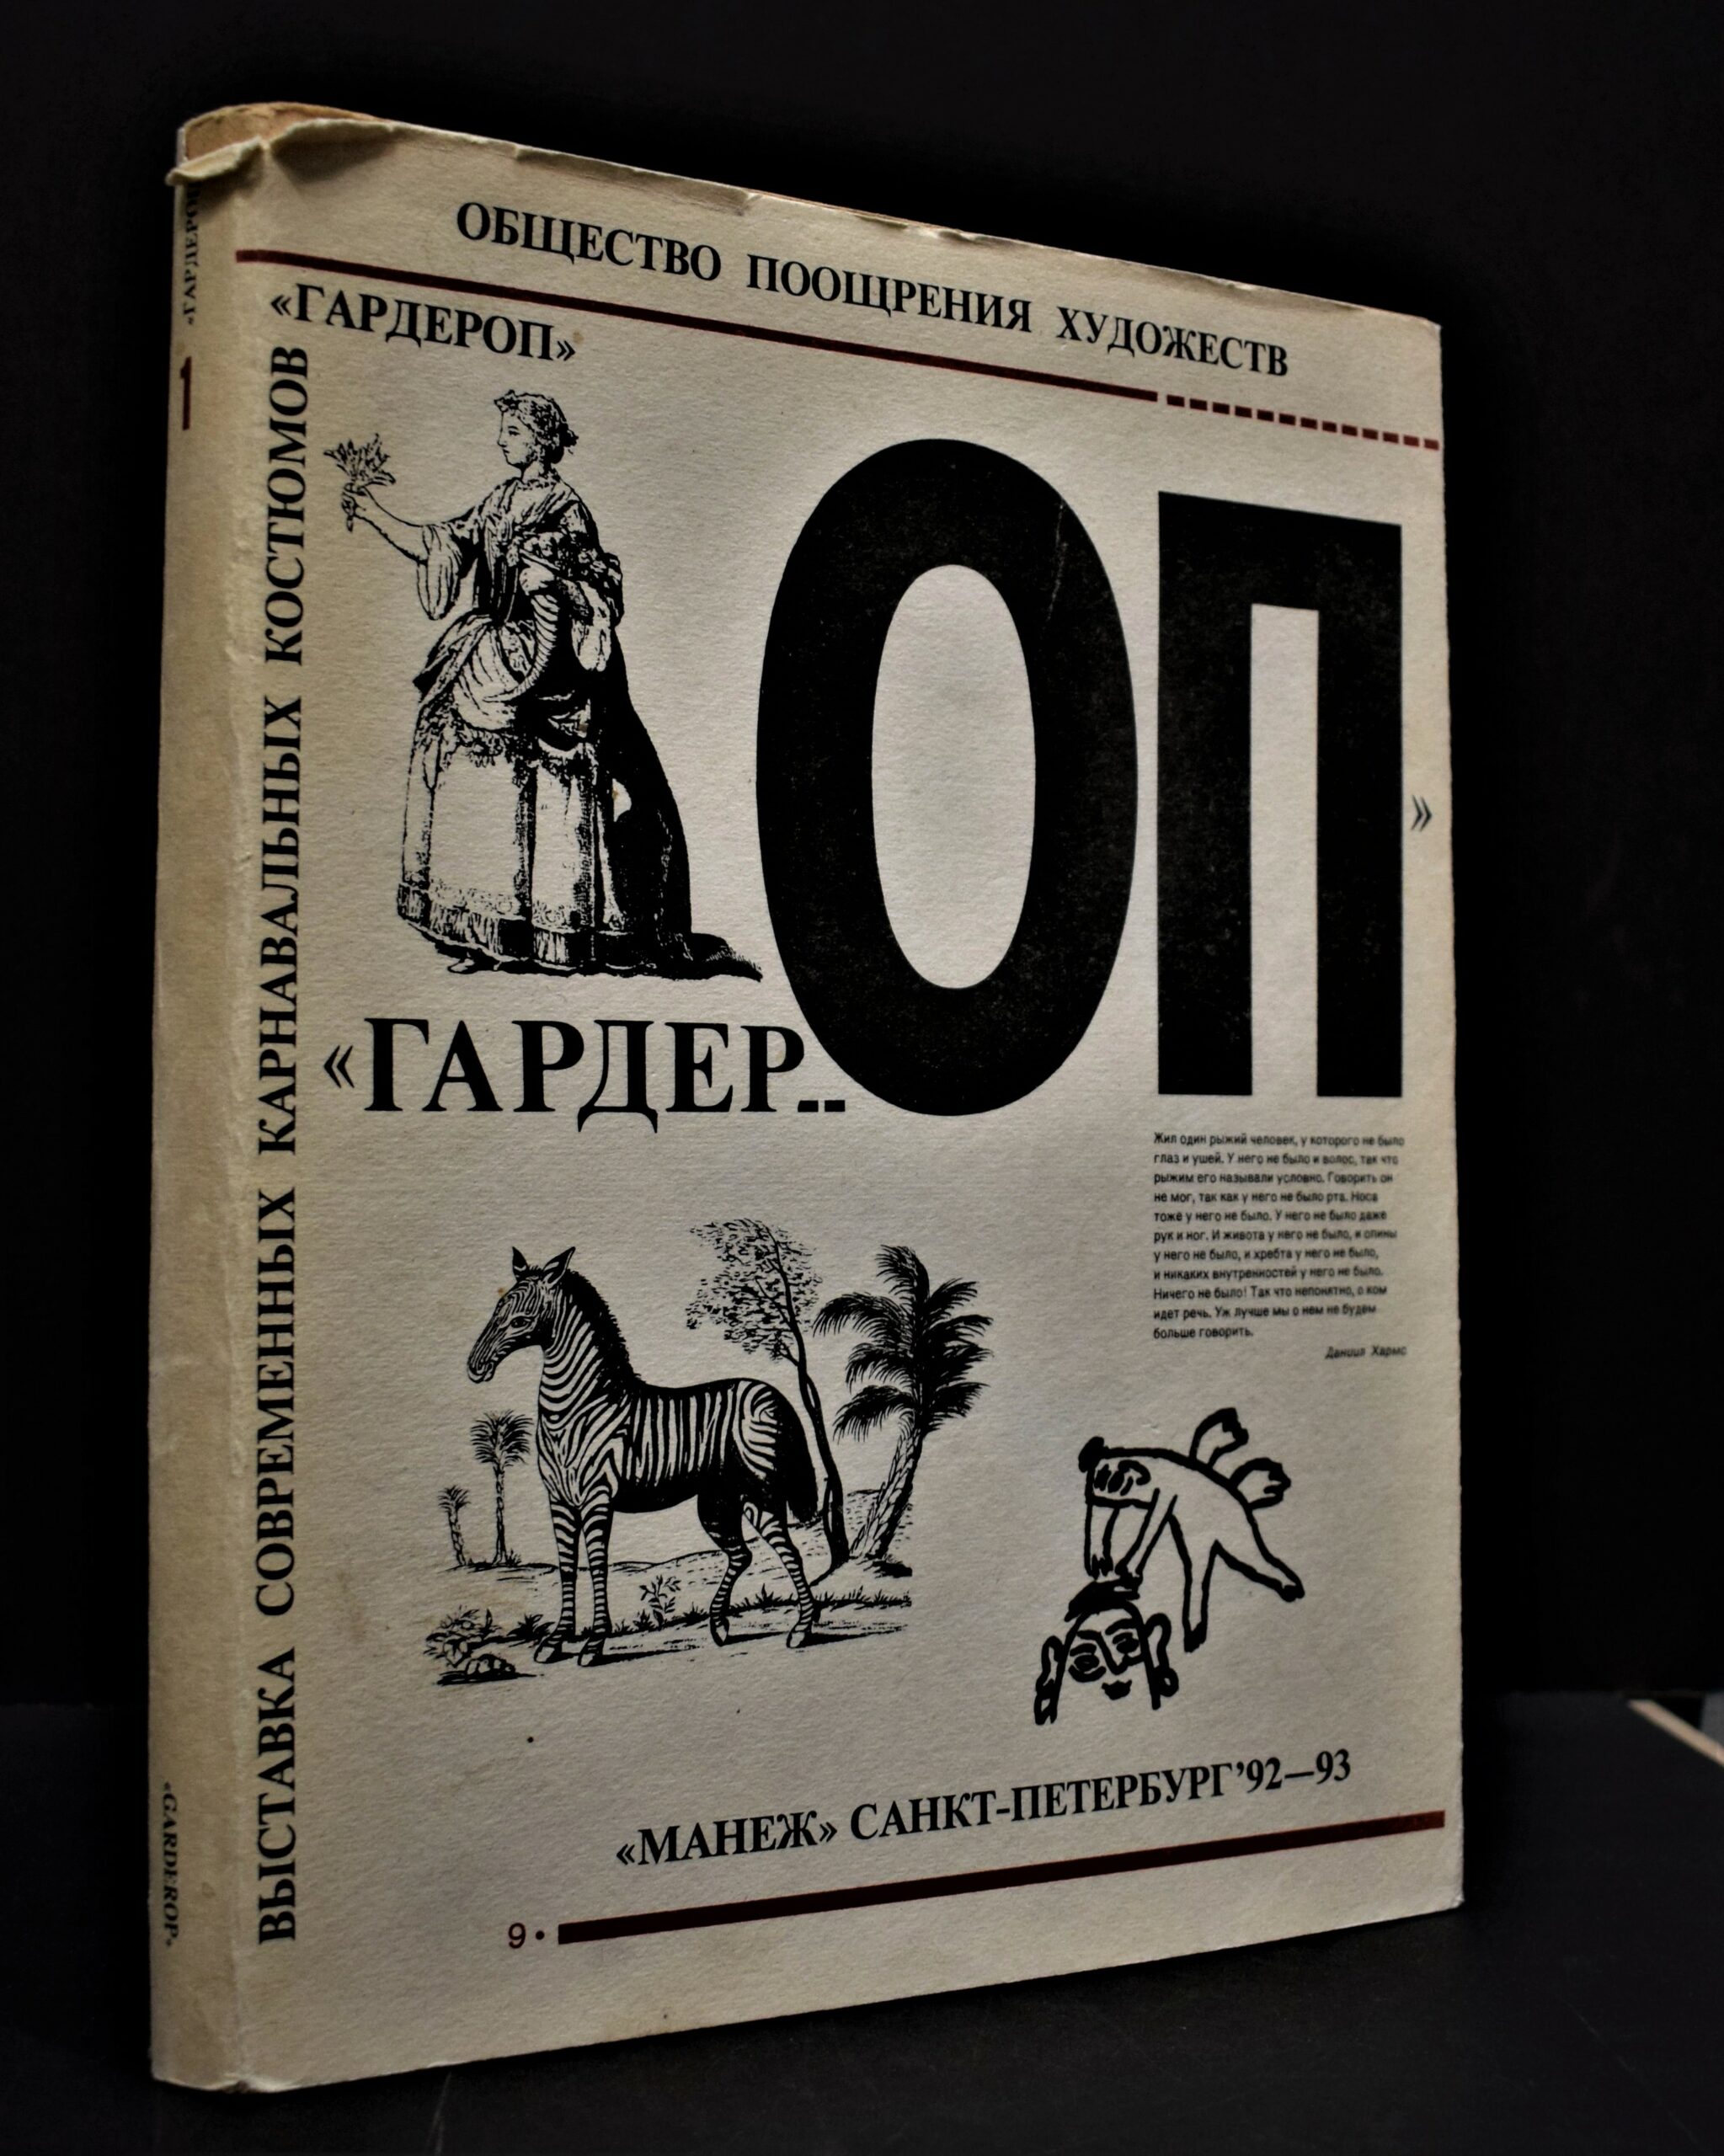 ОБЩЕСТВО ПООЩРЕНИЯ ХУДОЖЕСТВ
«ГАРДЕРОП»
ВЫСТАВКА СОВРЕМЕННЫХ КАРНАВАЛЬНЫХ КОСТЮМОВ
«ГАРДЕР..ОП»
Жил один рыжий человек, у которого не было
глаз и ушей. У него не было и волос, так что
рыжим его называли условно. Говорить он
не мог, так как у него не было рта. Носа
тоже у него не было. У него не было даже
рук и ног. И живота у него не было, и спины
у него не было, и хребта у него не было,
и никаких внутренностей у него не было.
Ничего не было! Так что непонятно, о ком
идет речь. Уж лучше мы о нем не будем
больше говорить.
Даниил Хармс
«МАНЕЖ» САНКТ-ПЕТЕРБУРГ'92—93
9•
1
«GARDEROP»